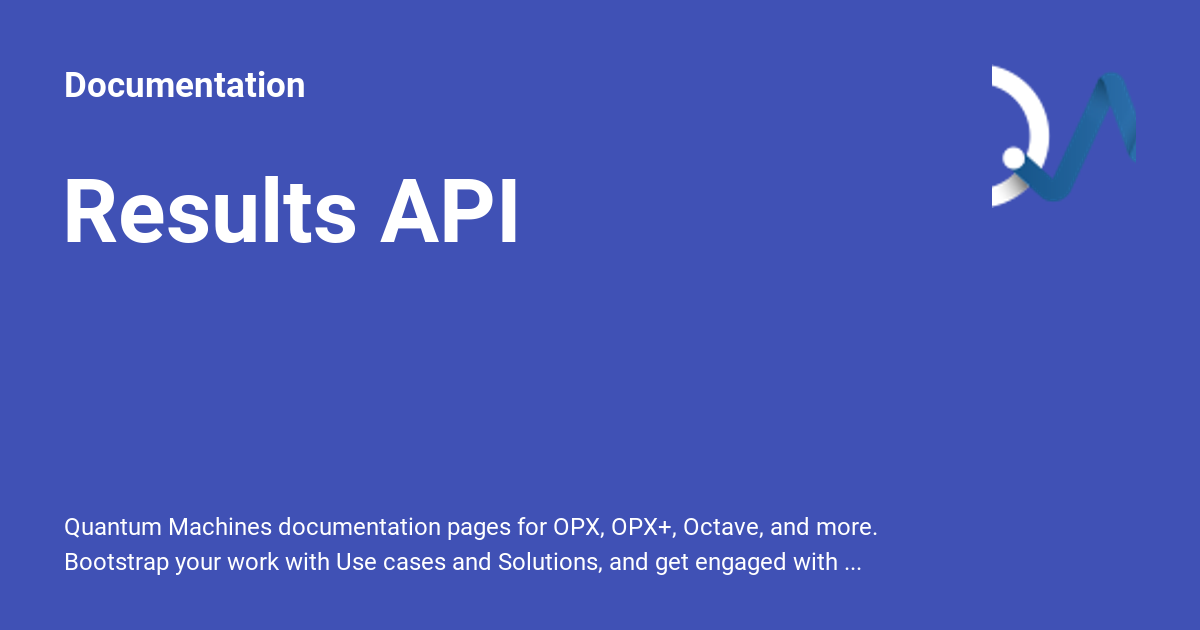 Documentation
Results API
Quantum Machines documentation pages for OPX, OPX+, Octave, and more.
Bootstrap your work with Use cases and Solutions, and get engaged with ...